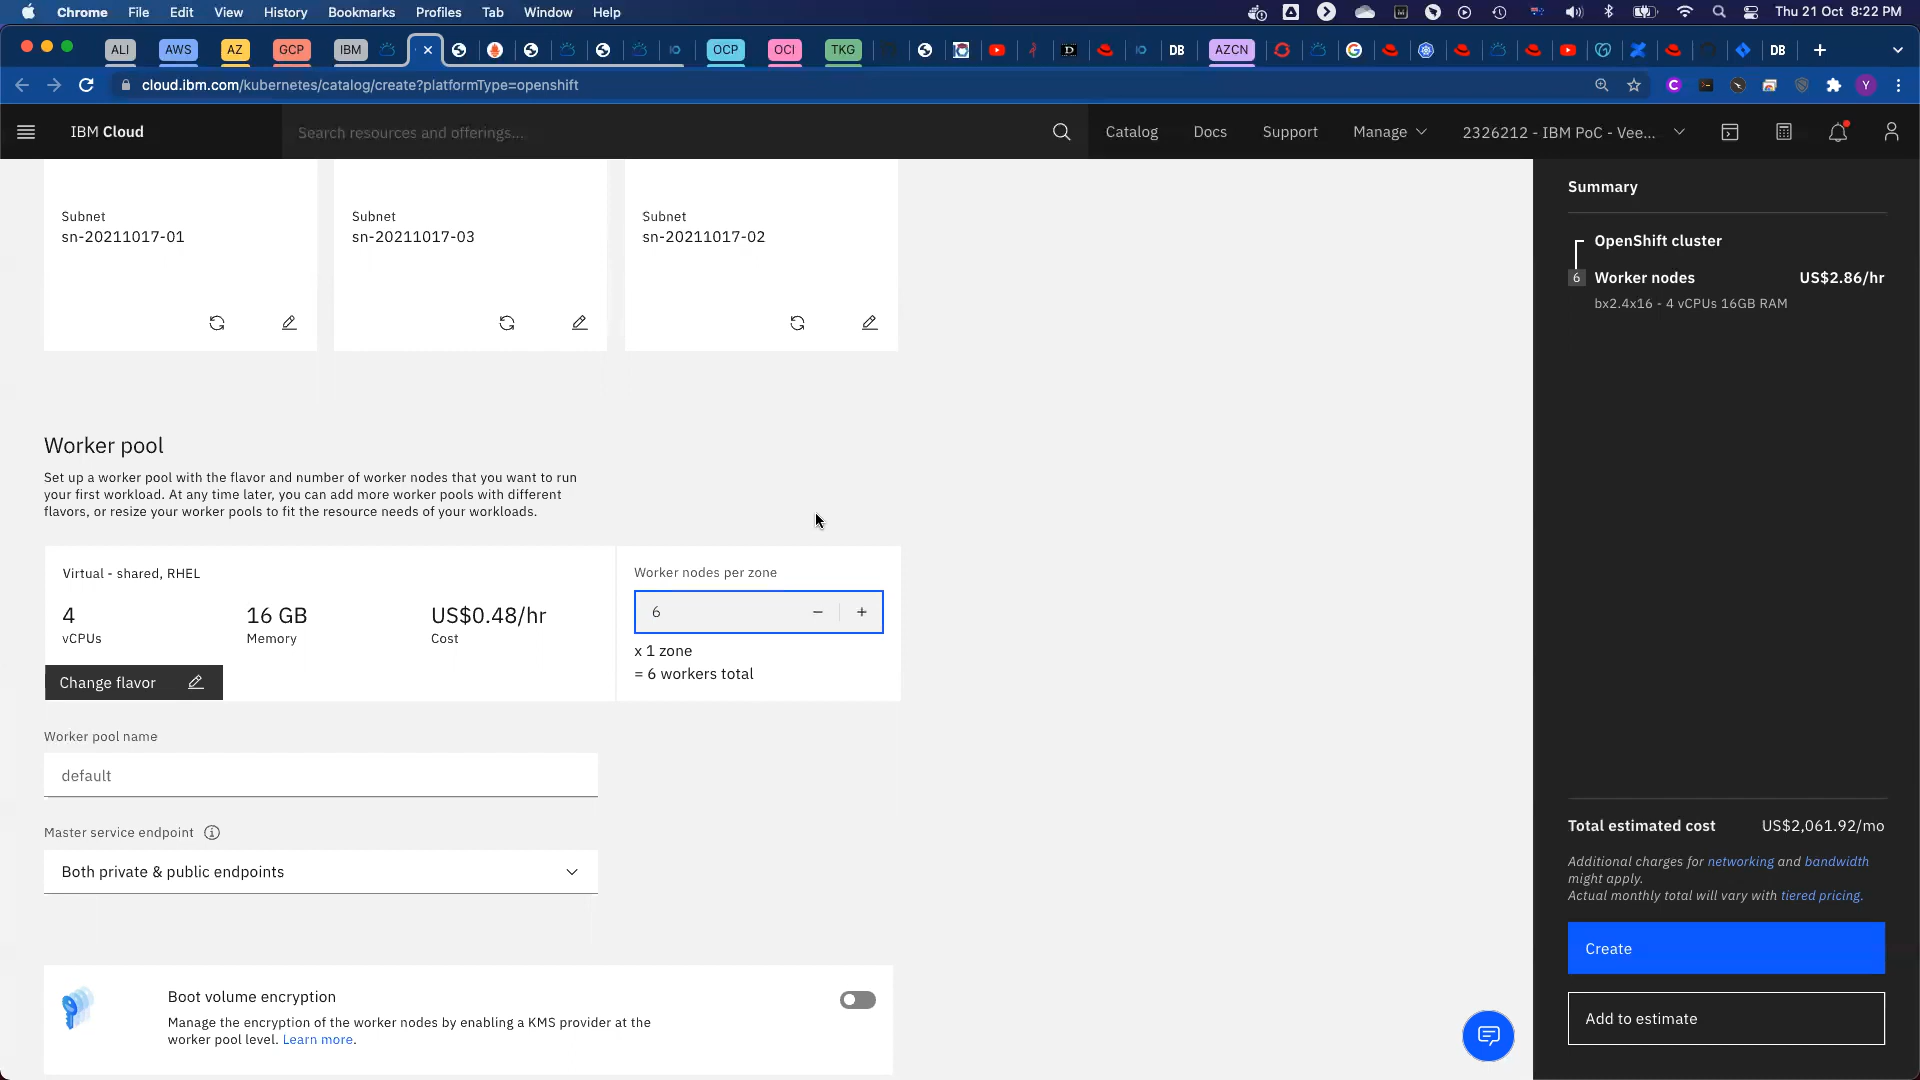 Chrome File Edit View History Bookmarks Profiles Tab Window Help Thu 21 Oct 8:22 PM
ALI AWS AZ GCP IBM OCP OCI TKG DB AZCN DB
cloud.ibm.com/kubernetes/catalog/create?platformType=openshift
Y
IBM Cloud
Search resources and offerings...
Catalog Docs Support Manage 2326212 - IBM PoC - Vee...
Subnet
sn-20211017-01
Subnet
sn-20211017-03
Subnet
sn-20211017-02
Worker pool
Set up a worker pool with the flavor and number of worker nodes that you want to run
your first workload. At any time later, you can add more worker pools with different
flavors, or resize your worker pools to fit the resource needs of your workloads.
Virtual - shared, RHEL
4
vCPUs
16 GB
Memory
US$0.48/hr
Cost
Change flavor
Worker nodes per zone
6
x 1 zone
= 6 workers total
Worker pool name
default
Master service endpoint
Both private & public endpoints
Boot volume encryption
Manage the encryption of the worker nodes by enabling a KMS provider at the
worker pool level. Learn more.
Summary
OpenShift cluster
6 Worker nodes US$2.86/hr
bx2.4x16 - 4 vCPUs 16GB RAM
Total estimated cost US$2,061.92/mo
Additional charges for networking and bandwidth
might apply.
Actual monthly total will vary with tiered pricing.
Create
Add to estimate